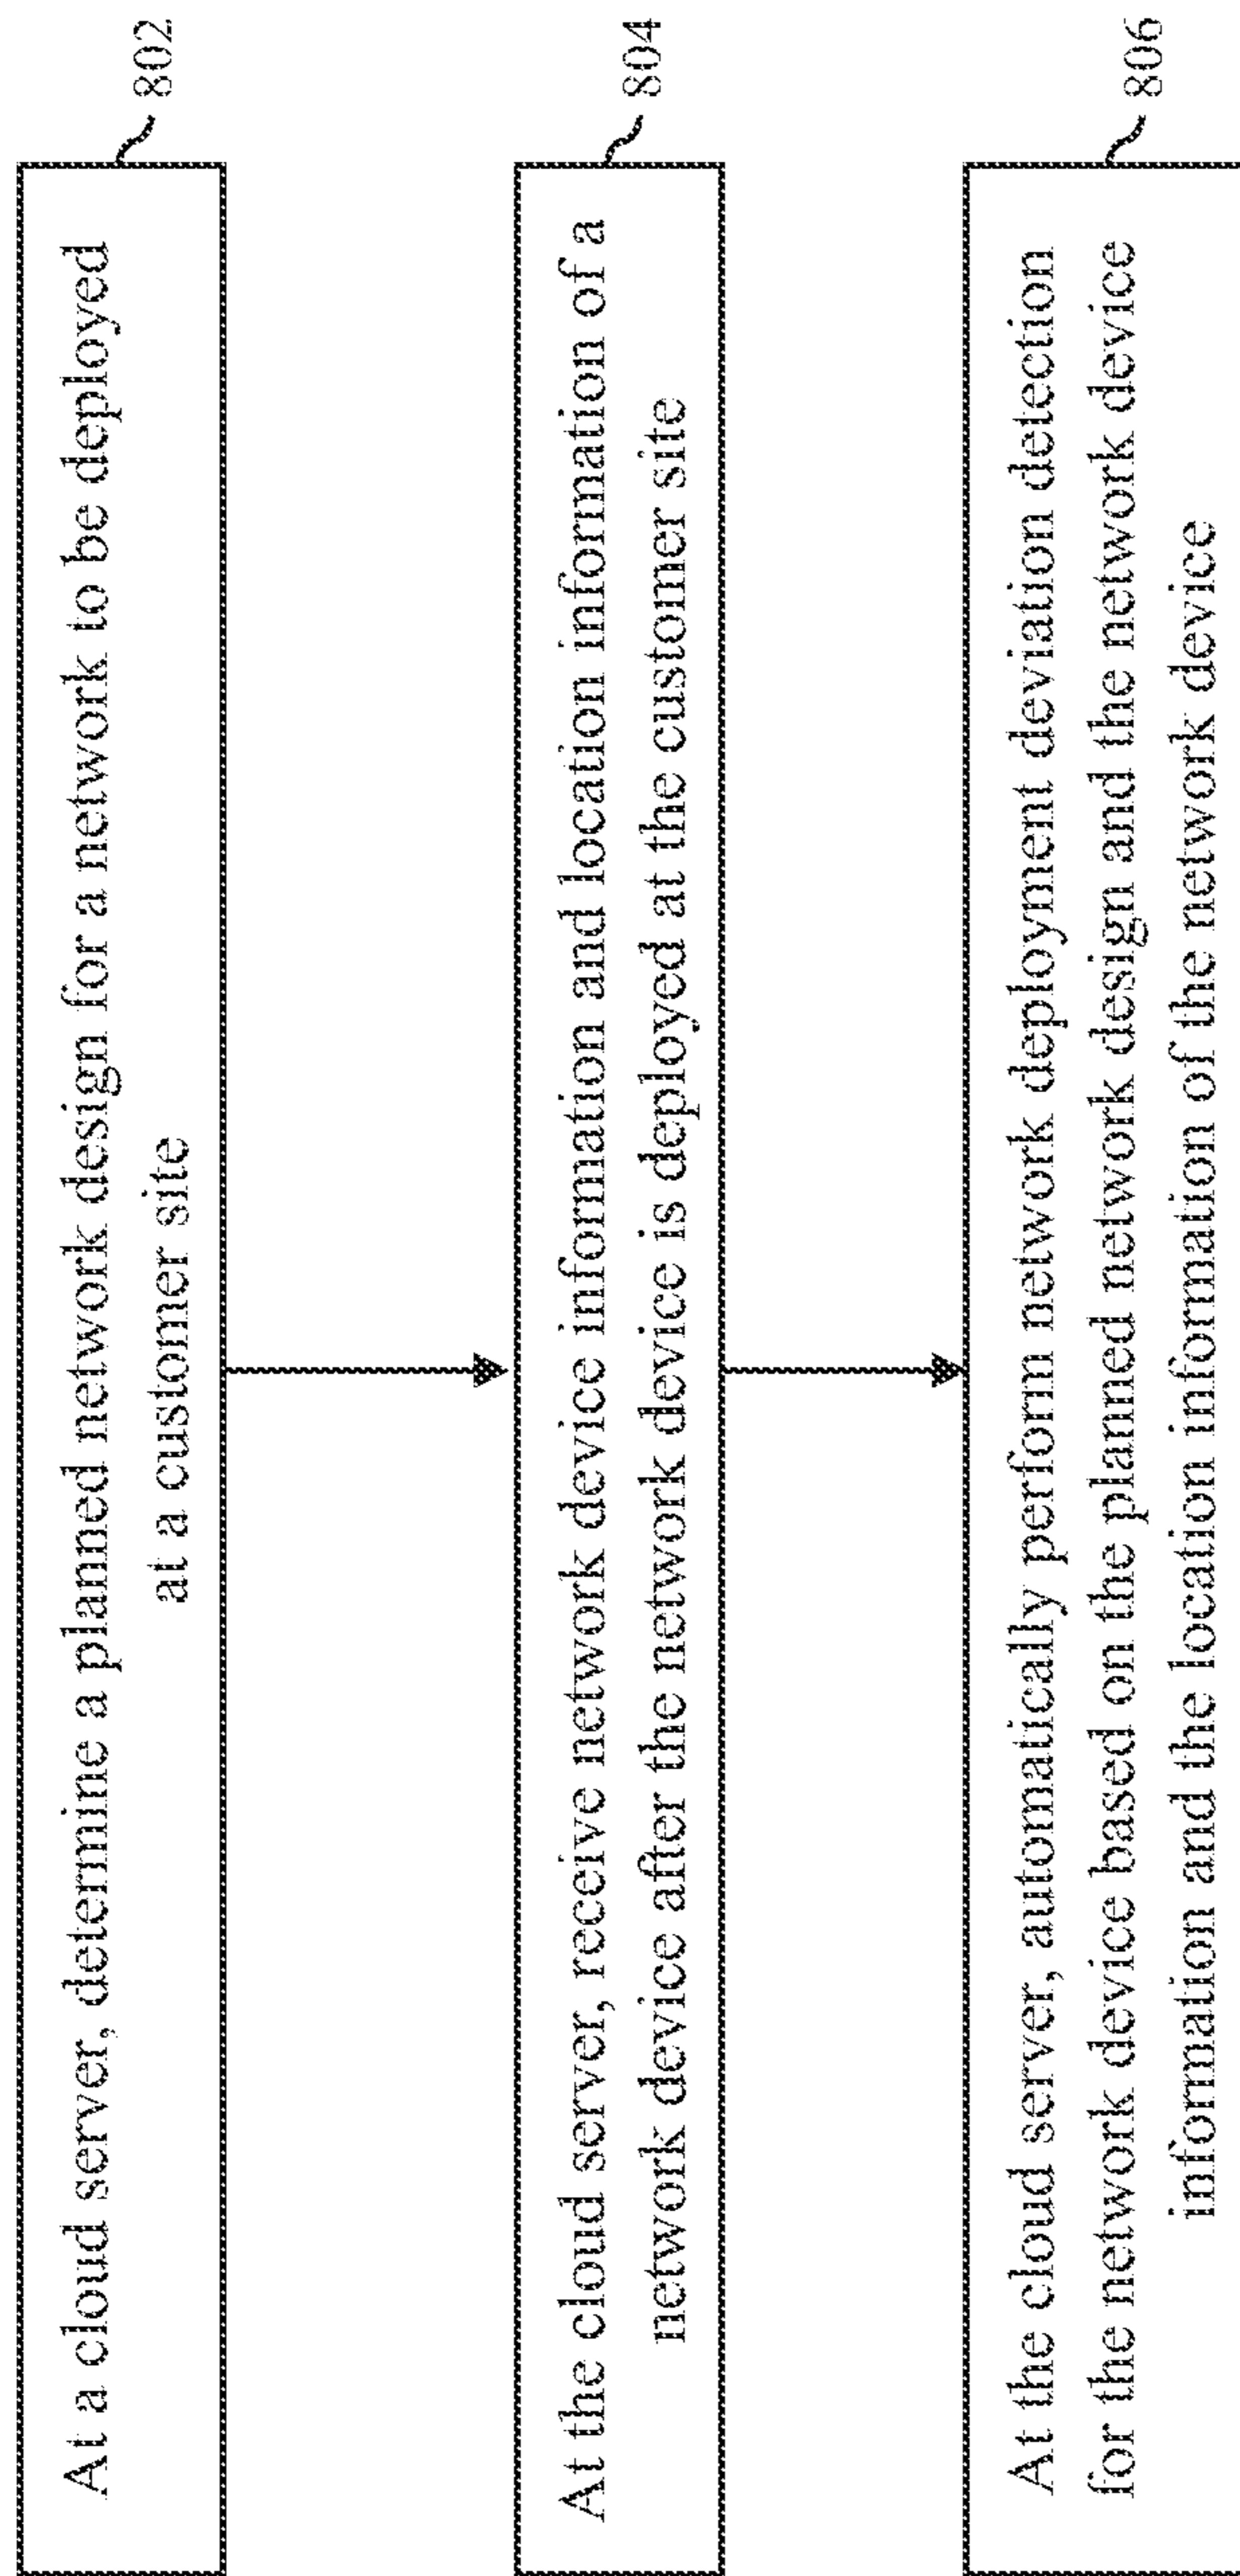 At a cloud server, determine a planned network design for a network to be deployed
at a customer site
802
At the cloud server, receive network device information and location information of a
network device after the network device is deployed at the customer site
804
At the cloud server, automatically perform network deployment deviation detection
for the network device based on the planned network design and the network device
information and the location information of the network device
806